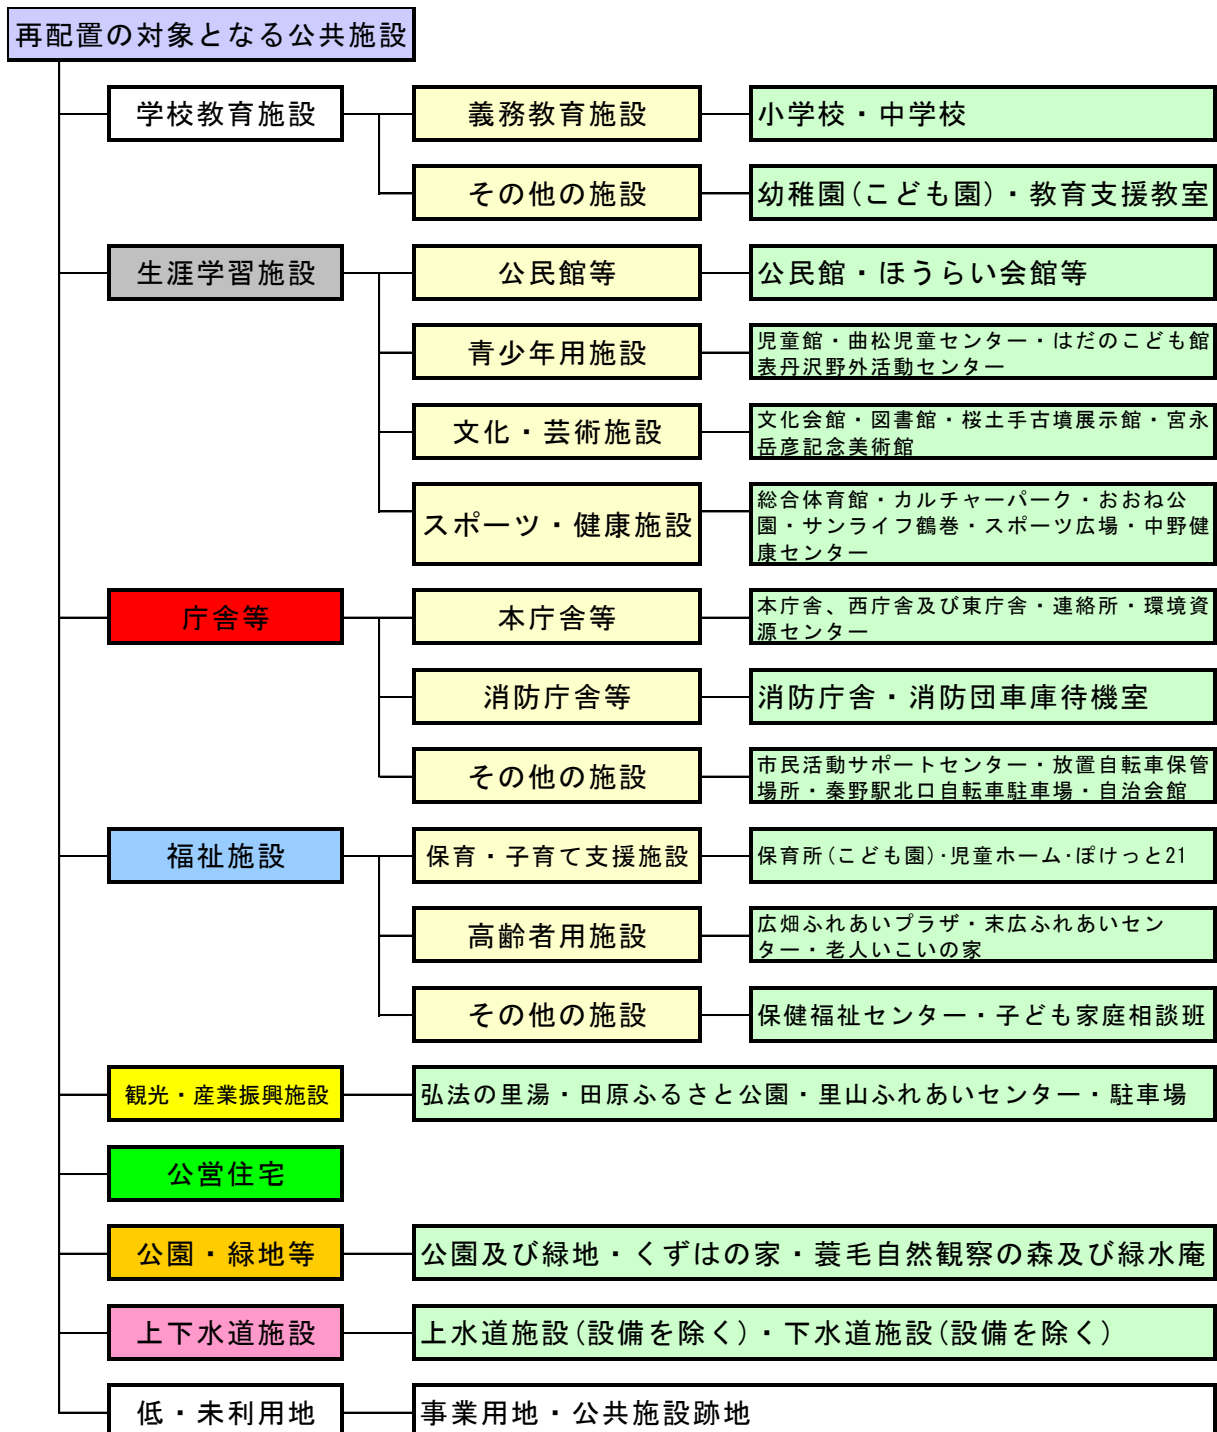 再配置の対象となる公共施設
学校教育施設
義務教育施設
小学校・中学校
その他の施設
幼稚園(こども園)・教育支援教室
生涯学習施設
公民館等
公民館・ほうらい会館等
青少年用施設
児童館・曲松児童センター・はだのこども館
表丹沢野外活動センター
文化・芸術施設
文化会館・図書館・桜土手古墳展示館・宮永
岳彦記念美術館
スポーツ・健康施設
総合体育館・カルチャーパーク・おおね公
園・サンライフ鶴巻・スポーツ広場・中野健
康センター
庁舎等
本庁舎等
本庁舎、西庁舎及び東庁舎・連絡所・環境資
源センター
消防庁舎等
消防庁舎・消防団車庫待機室
その他の施設
市民活動サポートセンター・放置自転車保管
場所・秦野駅北口自転車駐車場・自治会館
福祉施設
保育・子育て支援施設
保育所(こども園)・児童ホーム・ぽけっと21
高齢者用施設
広畑ふれあいプラザ・末広ふれあいセン
ター・老人いこいの家
その他の施設
保健福祉センター・子ども家庭相談班
観光・産業振興施設
弘法の里湯・田原ふるさと公園・里山ふれあいセンター・駐車場
公営住宅
公園・緑地等
公園及び緑地・くずはの家・蓑毛自然観察の森及び緑水庵
上下水道施設
上水道施設(設備を除く)・下水道施設(設備を除く)
低・未利用地
事業用地・公共施設跡地